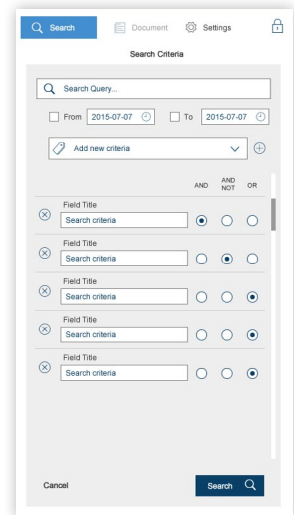 Search Document Settings
Search Criteria
Search Query...
From 2015-07-07 To 2015-07-07
Add new criteria
AND AND NOT OR
Field Title
Search criteria
Field Title
Search criteria
Field Title
Search criteria
Field Title
Search criteria
Field Title
Search criteria
Cancel Search